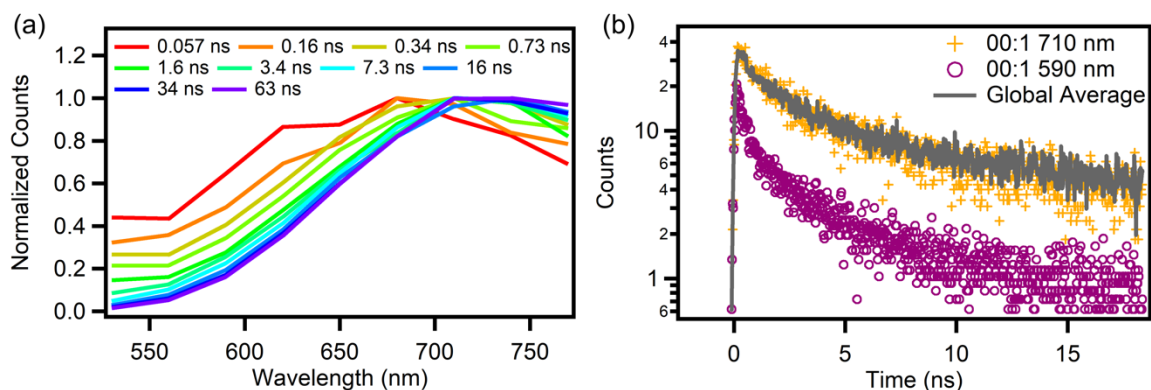 (a)
Normalized Counts
1.2
1.0
0.8
0.6
0.4
0.2
0.0
0.057 ns 0.16 ns 0.34 ns 0.73 ns
1.6 ns 3.4 ns 7.3 ns 16 ns
34 ns 63 ns
550 600 650 700 750
Wavelength (nm)
(b)
Counts
4
2
10
6
4
2
1
6
00:1 710 nm
00:1 590 nm
Global Average
0 5 10 15
Time (ns)